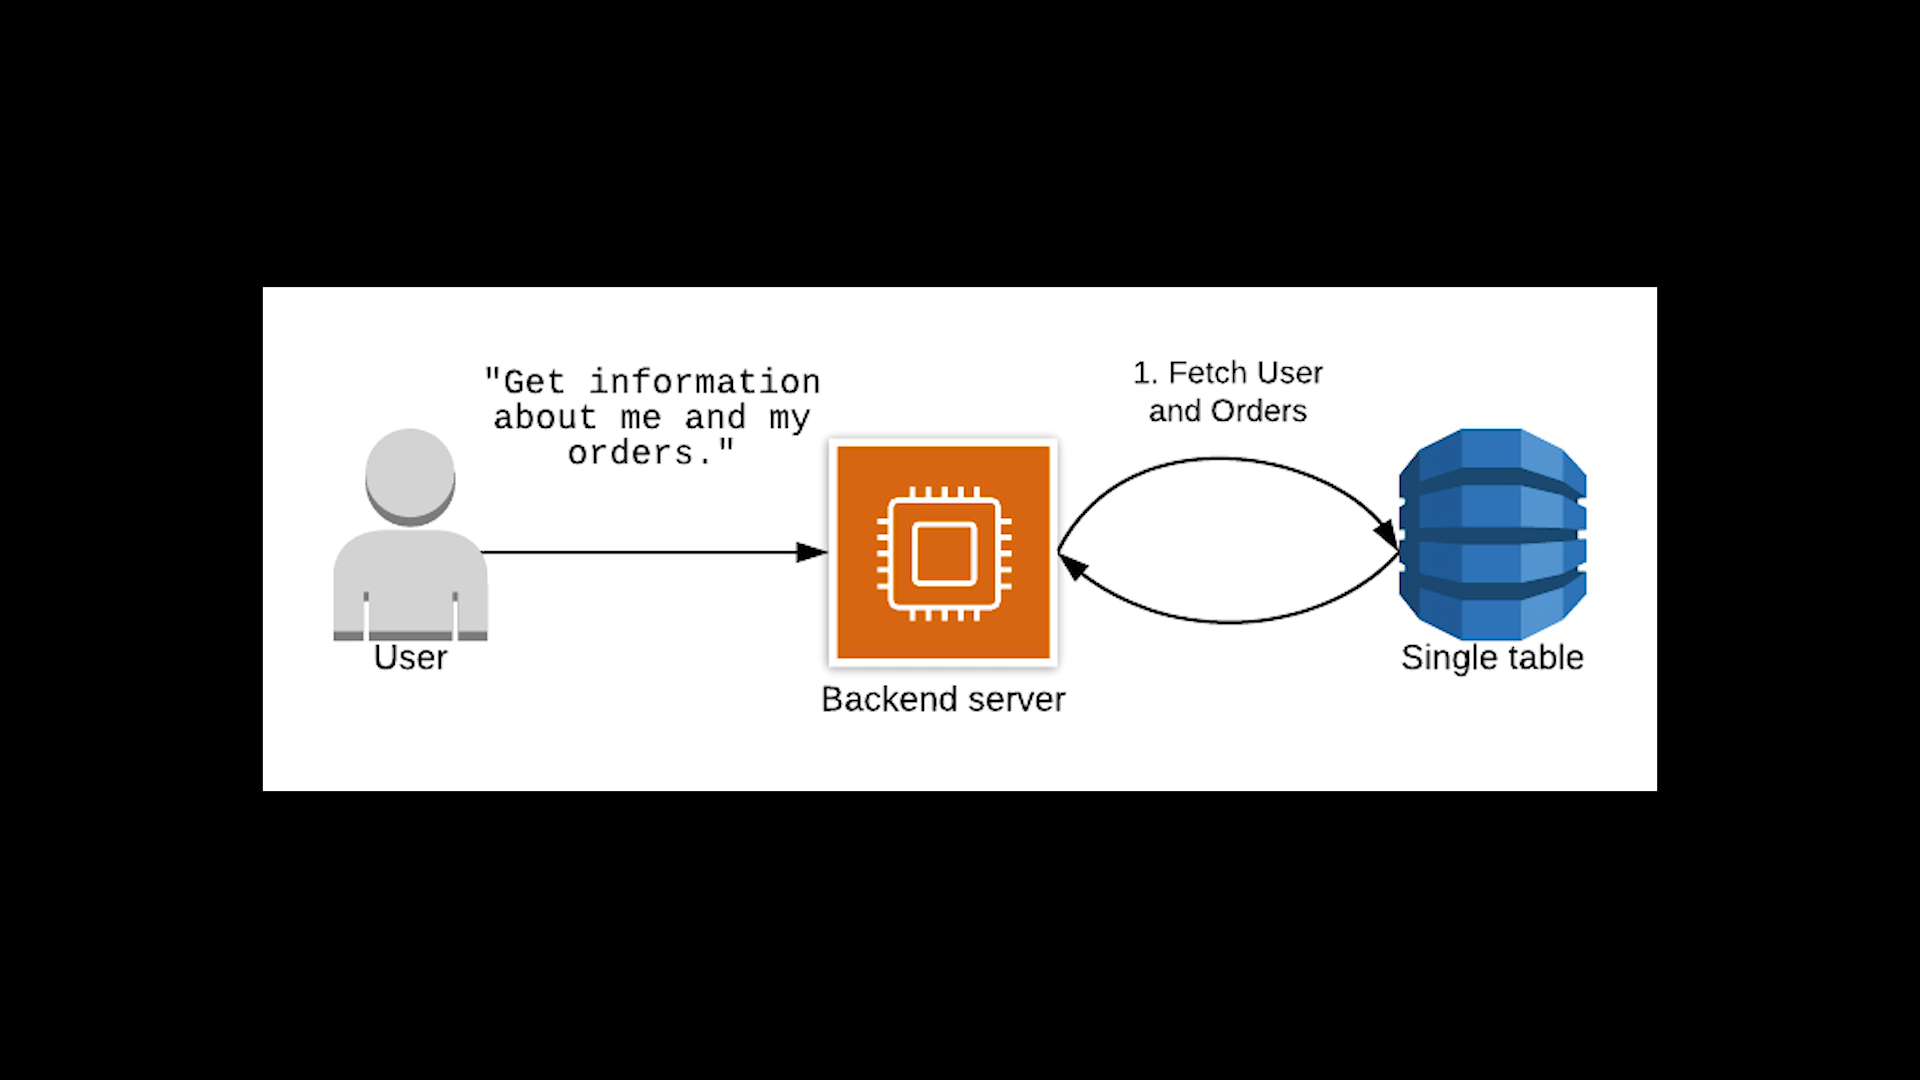 "Get information
about me and my
orders."
1. Fetch User
and Orders
User
Backend server
Single table